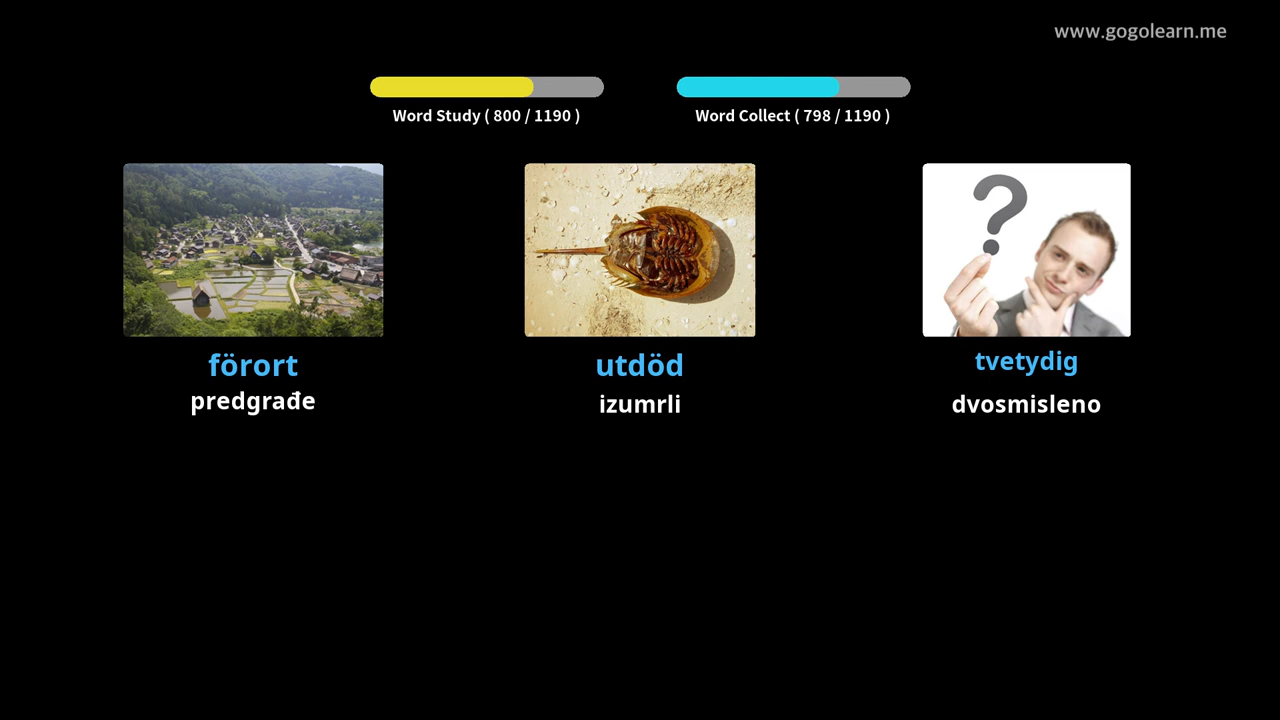 www.gogolearn.me
Word Study ( 800 / 1190 )
Word Collect ( 798 / 1190 )
förort
predgrađe
utdöd
izumrli
tvetydig
dvosmisleno